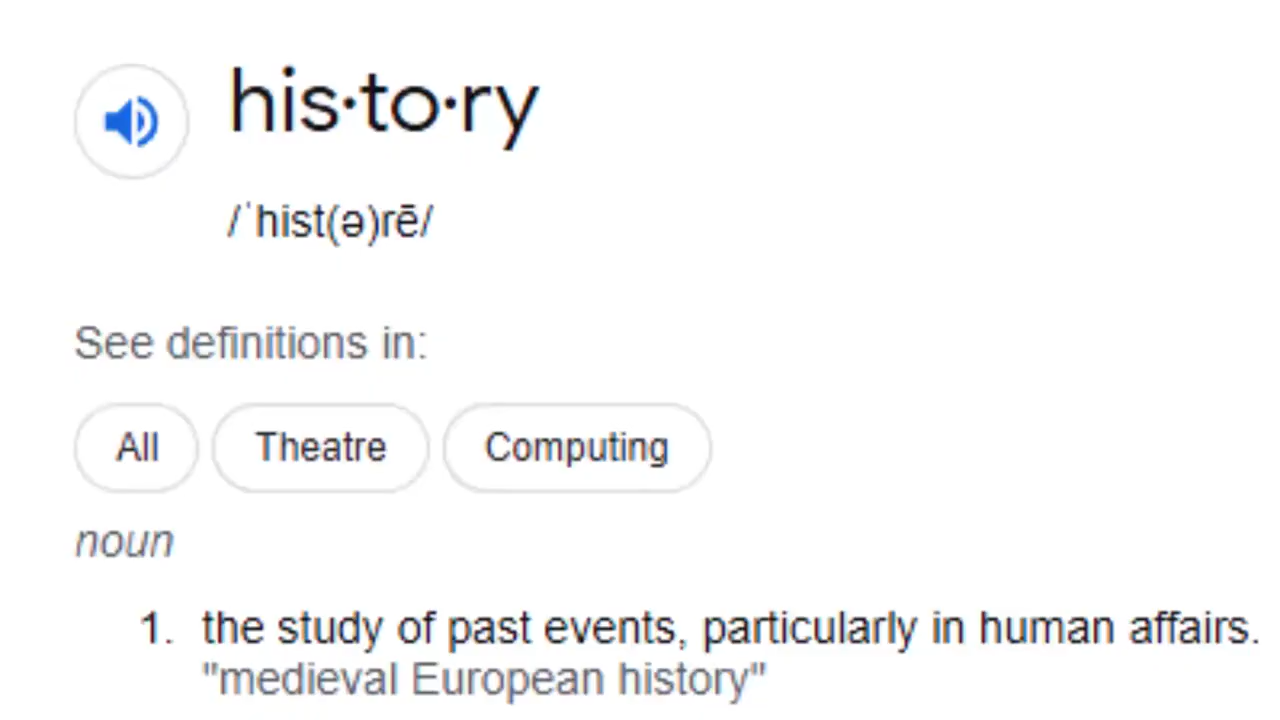 his·to·ry
/ˈhist(ə)rē/
See definitions in:
All Theatre Computing
noun
1. the study of past events, particularly in human affairs.
"medieval European history"